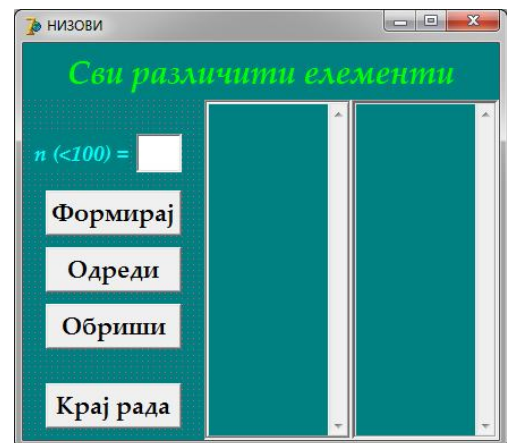 НИЗОВИ
Сви различити елементи
n (<100) =
Формирај
Одреди
Обриши
Крај рада